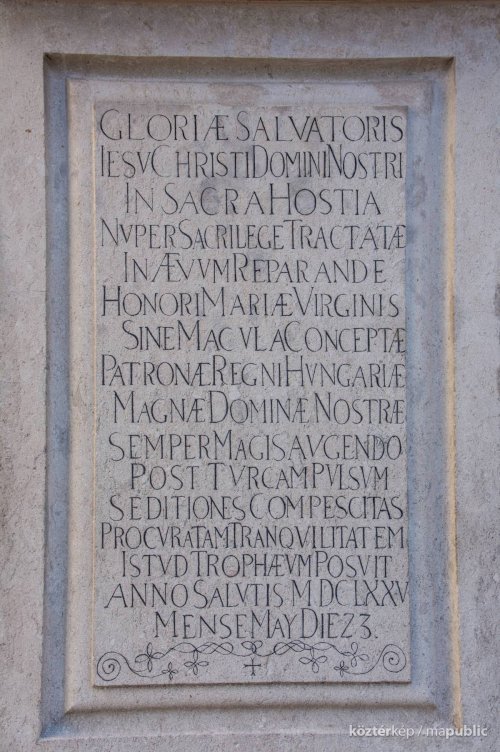 GLORIÆ SALVATORIS
IESV CHRISTI DOMINI NOSTRI
IN SACRA HOSTIA
NVPER SACRILEGE TRACTATÆ
IN ÆVVM REPARANDE
HONORI MARIÆ VIRGINIS
SINE MACVLA CONCEPTÆ
PATRONÆ REGNI HVNGARIÆ
MAGNÆ DOMINÆ NOSTRÆ
SEMPER MAGIS AVGENDO
POST TVRCAM PVLSVM
SEDITIONES COMPESCITAS
PROCVRATAM TRANQVILITATEM
ISTVD TROPHÆVM POSVIT
ANNO SALVTIS MDCLXXV
MENSE MAY DIE 23.
köztérkép / mapublic